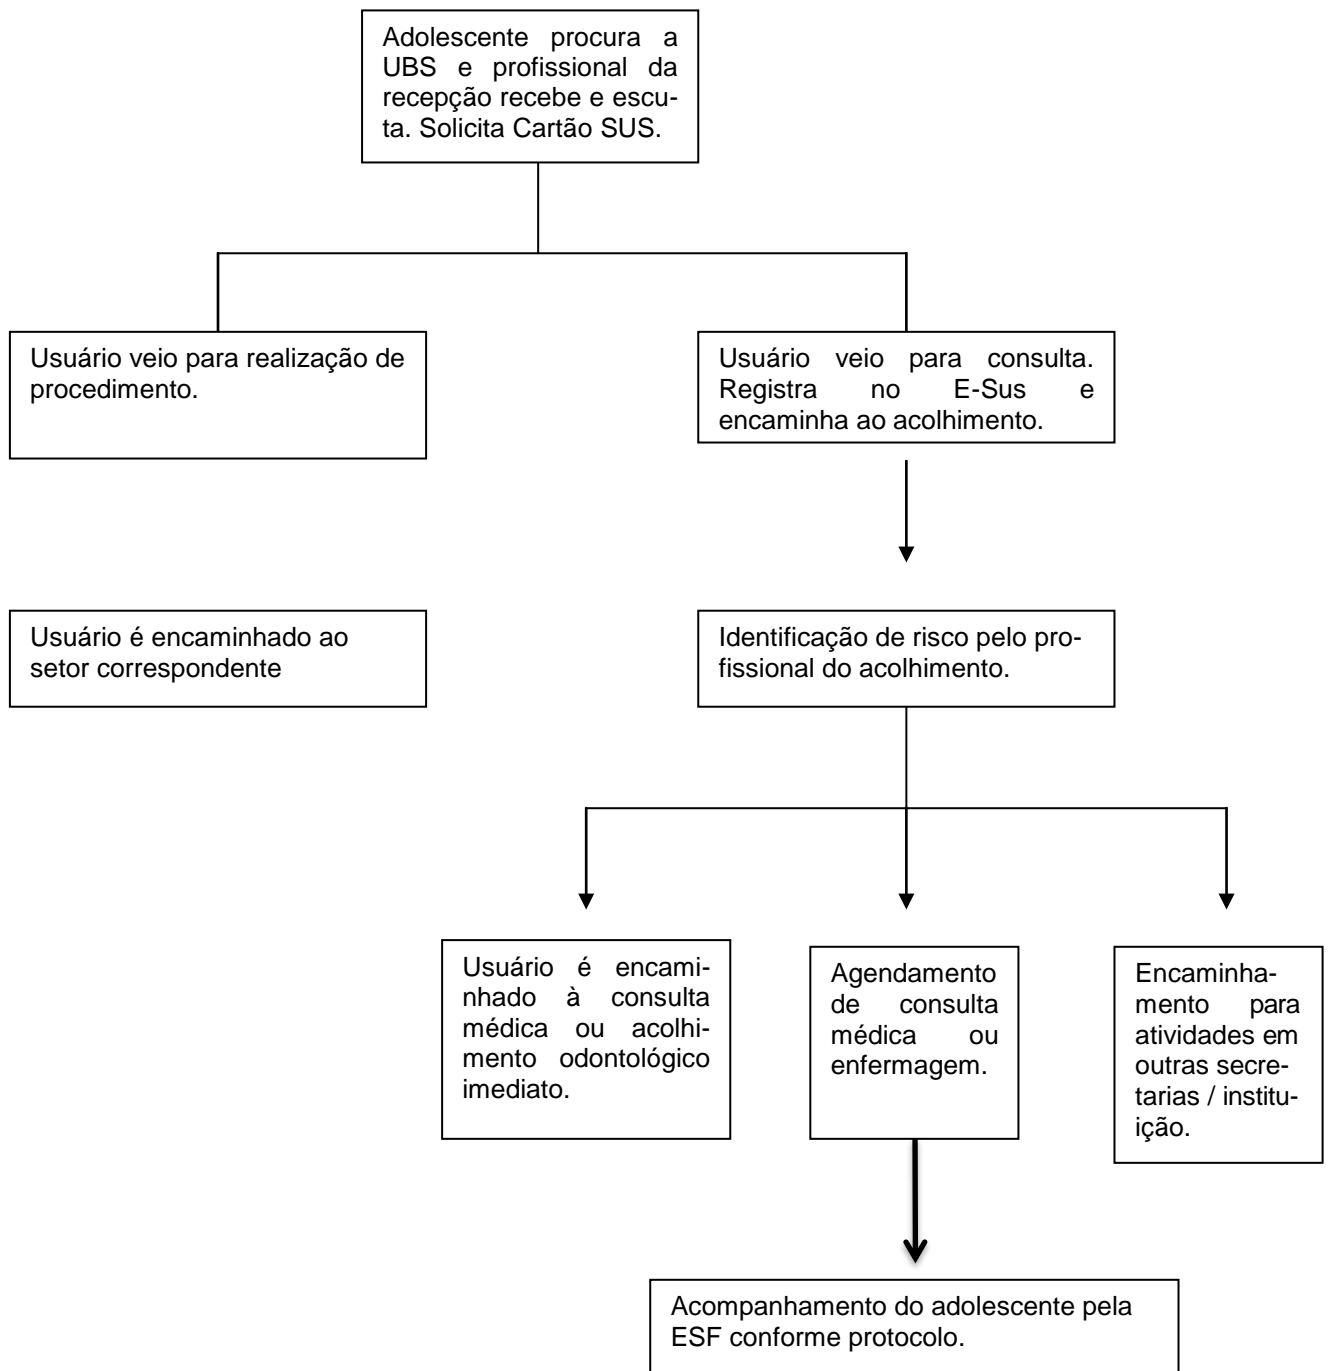 Adolescente procura a
UBS e profissional da
recepção recebe e escu-
ta. Solicita Cartão SUS.
Usuário veio para realização de
procedimento.
Usuário veio para consulta.
Registra no E-Sus e
encaminha ao acolhimento.
Usuário é encaminhado ao
setor correspondente
Identificação de risco pelo pro-
fissional do acolhimento.
Usuário é encami-
nhado à consulta
médica ou acolhi-
mento odontológico
imediato.
Agendamento
de consulta
médica ou
enfermagem.
Encaminha-
mento para
atividades em
outras secre-
tarias / institu-
ição.
Acompanhamento do adolescente pela
ESF conforme protocolo.